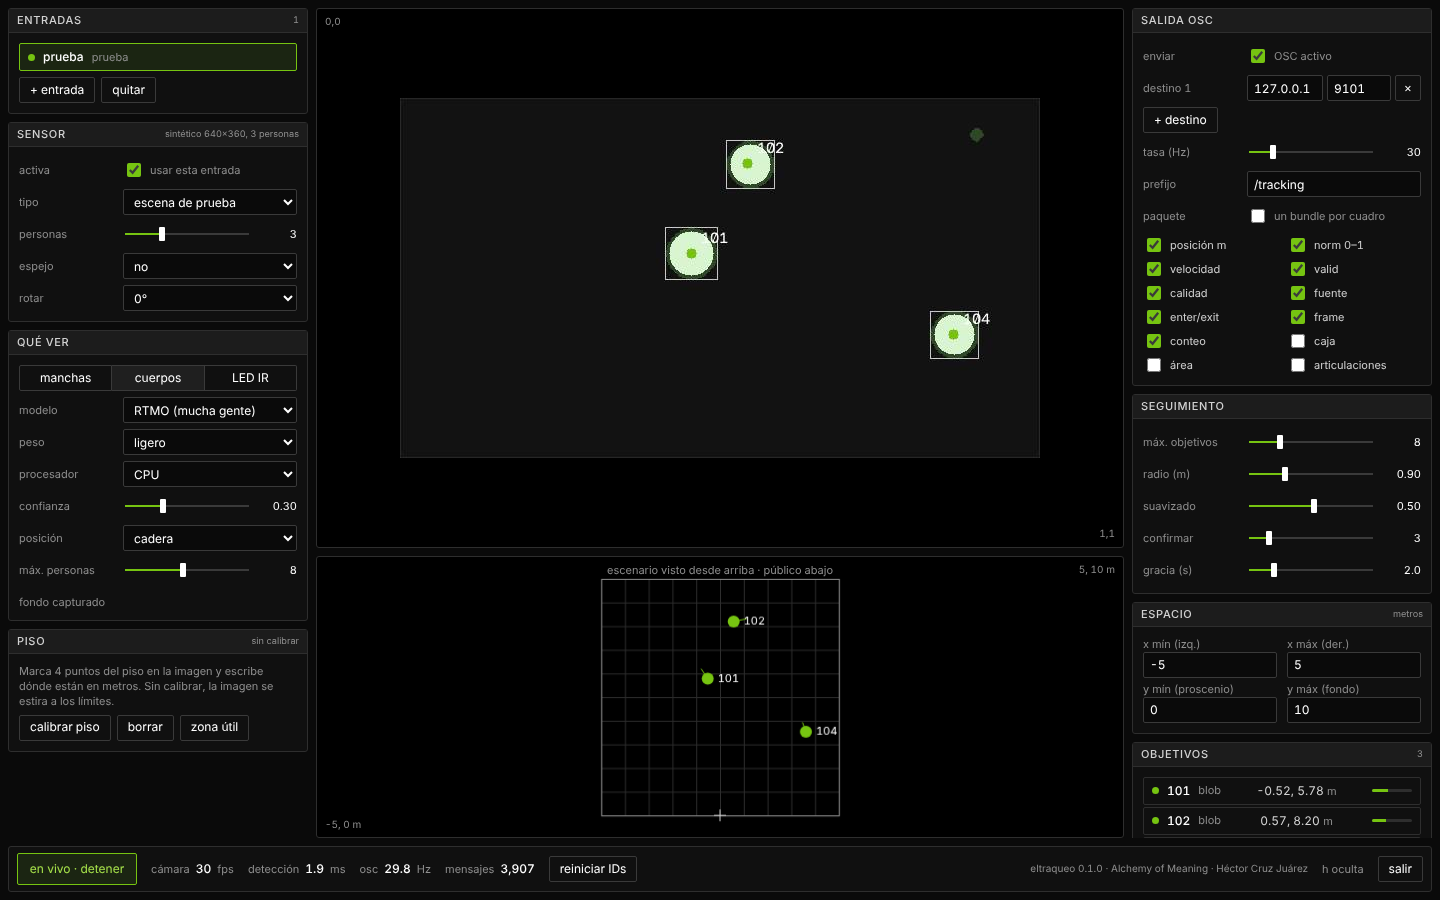 ENTRADAS 1
prueba prueba
+ entrada quitar
SENSOR sintético 640×360, 3 personas
activa usar esta entrada
tipo escena de prueba
personas 3
espejo no
rotar 0°
QUÉ VER
manchas cuerpos LED IR
modelo RTMO (mucha gente)
peso ligero
procesador CPU
confianza 0.30
posición cadera
máx. personas 8
fondo capturado
PISO sin calibrar
Marca 4 puntos del piso en la imagen y escribe
dónde están en metros. Sin calibrar, la imagen se
estira a los límites.
calibrar piso borrar zona útil
0,0
102
101
104
1,1
escenario visto desde arriba · público abajo
5, 10 m
102
101
104
-5, 0 m
SALIDA OSC
enviar OSC activo
destino 1 127.0.0.1 9101 ×
+ destino
tasa (Hz) 30
prefijo /tracking
paquete un bundle por cuadro
posición m norm 0–1
velocidad valid
calidad fuente
enter/exit frame
conteo caja
área articulaciones
SEGUIMIENTO
máx. objetivos 8
radio (m) 0.90
suavizado 0.50
confirmar 3
gracia (s) 2.0
ESPACIO metros
x mín (izq.) x máx (der.)
-5 5
y mín (proscenio) y máx (fondo)
0 10
OBJETIVOS 3
101 blob -0.52, 5.78 m
102 blob 0.57, 8.20 m
en vivo · detener cámara 30 fps detección 1.9 ms osc 29.8 Hz mensajes 3,907 reiniciar IDs eltraqueo 0.1.0 · Alchemy of Meaning · Héctor Cruz Juárez h oculta salir